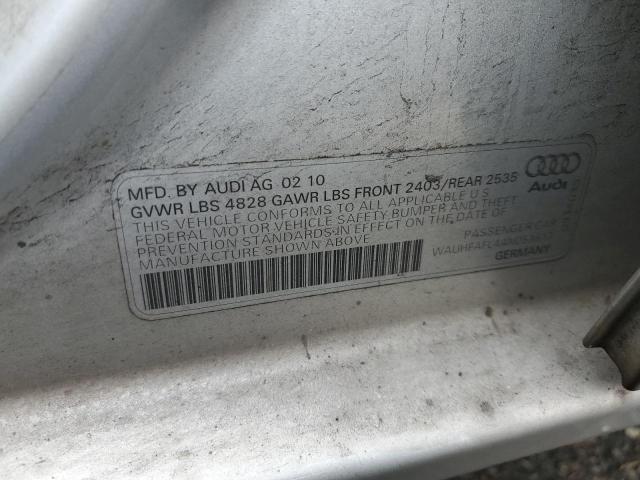 MFD. BY AUDI AG 02 10
GVWR LBS 4828 GAWR LBS FRONT 2403/REAR 2535
THIS VEHICLE CONFORMS TO ALL APPLICABLE U.S.
FEDERAL MOTOR VEHICLE SAFETY, BUMPER AND THEFT
PREVENTION STANDARDS IN EFFECT ON THE DATE OF
MANUFACTURE SHOWN ABOVE
Audi
PASSENGER CAR
GERMANY